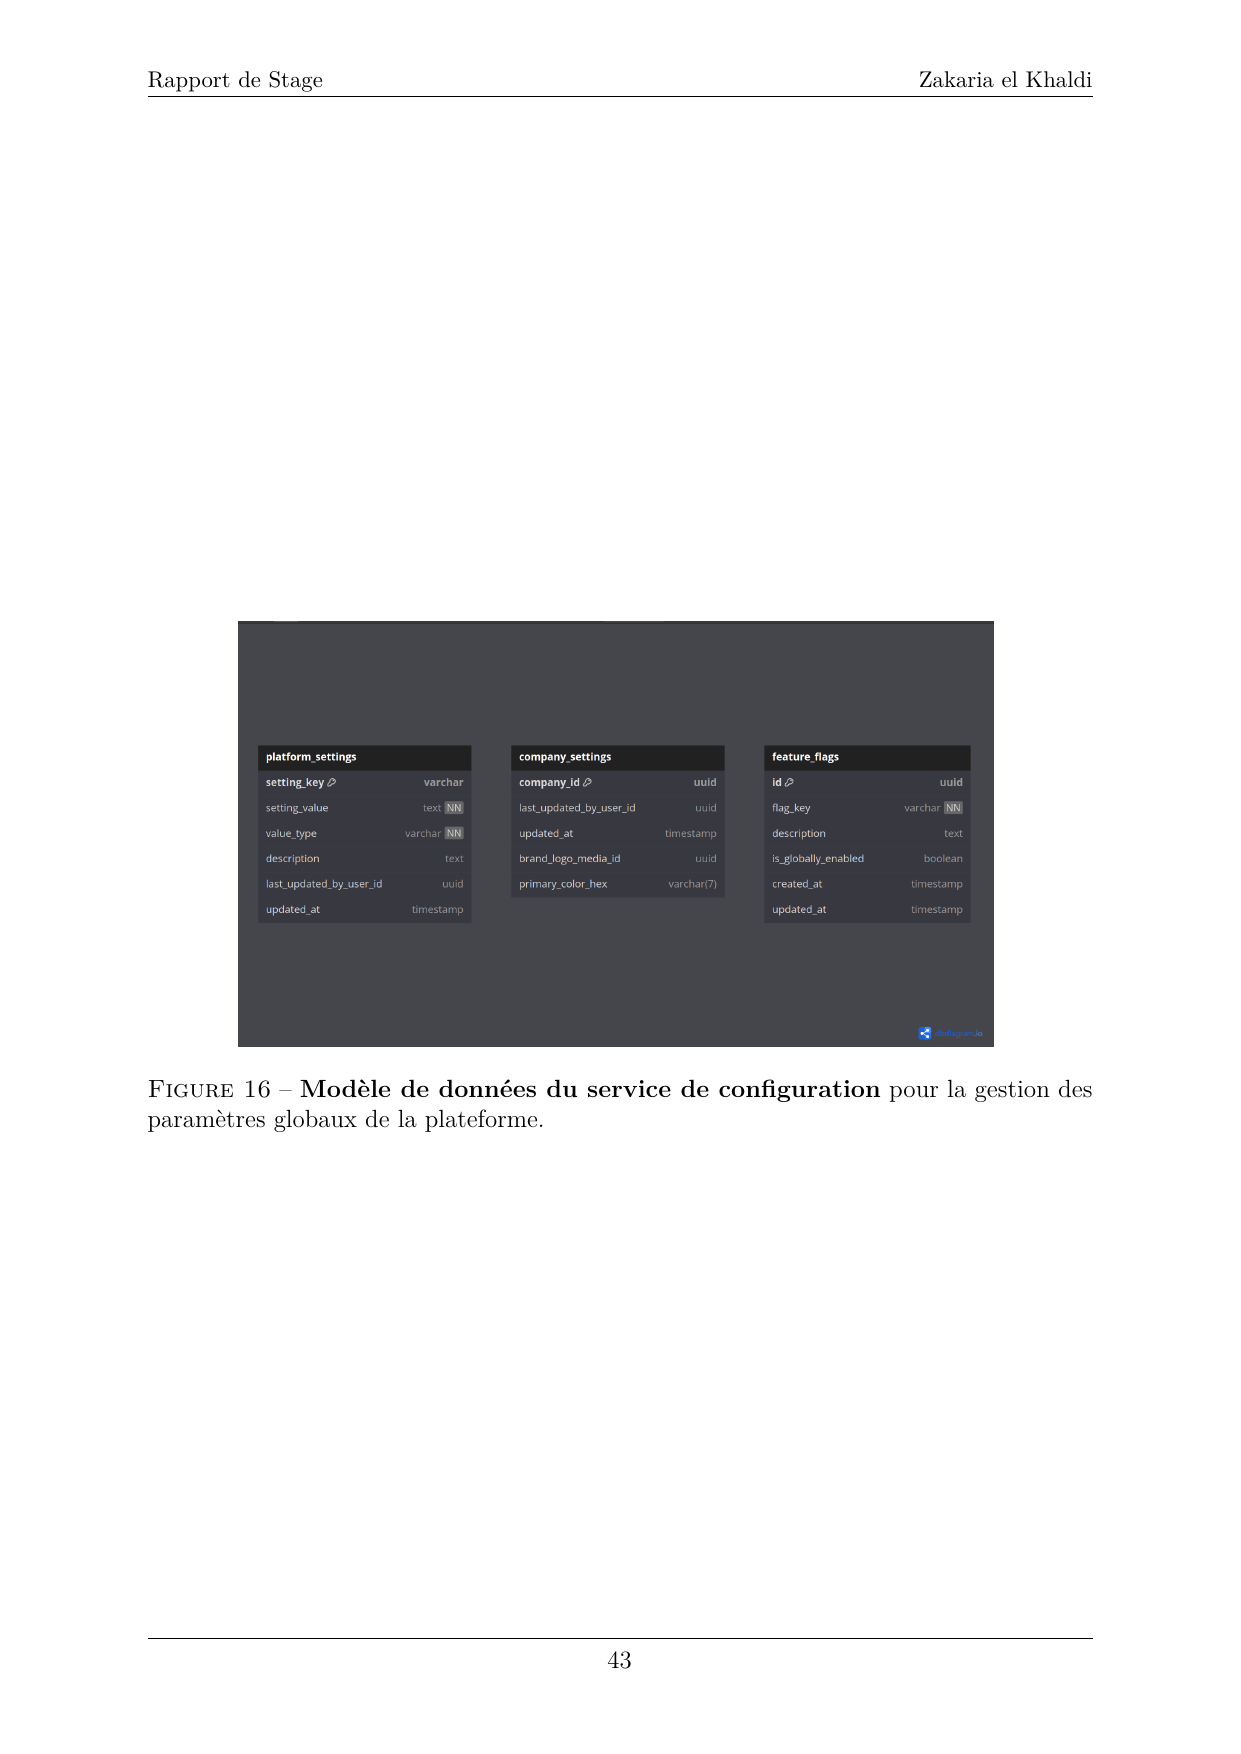 Rapport de Stage Zakaria el Khaldi
platform_settings
setting_key varchar
setting_value text NN
value_type varchar NN
description text
last_updated_by_user_id uuid
updated_at timestamp
company_settings
company_id uuid
last_updated_by_user_id uuid
updated_at timestamp
brand_logo_media_id uuid
primary_color_hex varchar(7)
feature_flags
id uuid
flag_key varchar NN
description text
is_globally_enabled boolean
created_at timestamp
updated_at timestamp
dbdiagram.io
FIGURE 16 – Modèle de données du service de configuration pour la gestion des
paramètres globaux de la plateforme.
43